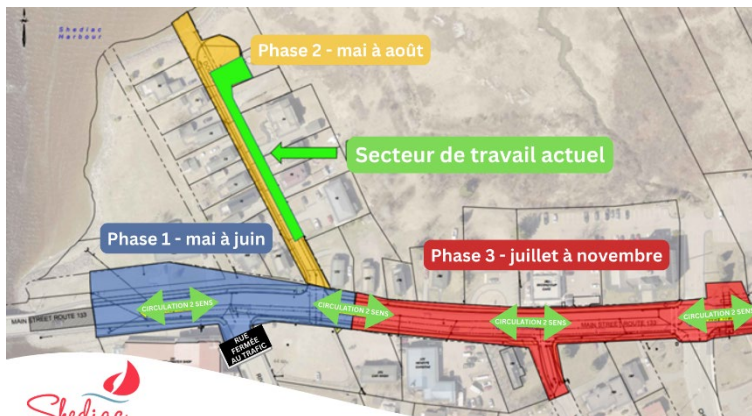 Shediac
Harbour
Phase 2 - mai à août
Secteur de travail actuel
Phase 1 - mai à juin
Phase 3 - juillet à novembre
CIRCULATION 2 SENS
CIRCULATION 2 SENS
CIRCULATION 2 SENS
CIRCULATION 2 SENS
MAIN STREET ROUTE 133
MAIN STREET ROUTE 133
RUE
FERMÉE
AU TRAFIC
Shediac